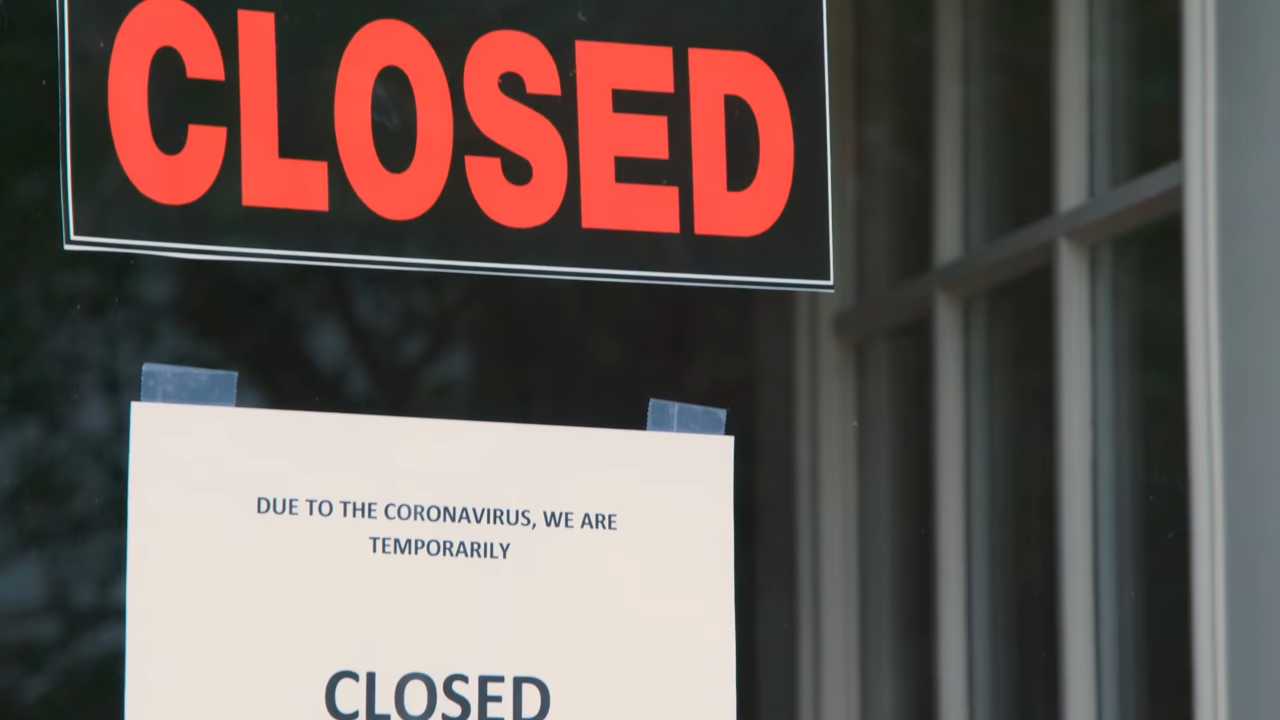 CLOSED
DUE TO THE CORONAVIRUS, WE ARE
TEMPORARILY
CLOSED